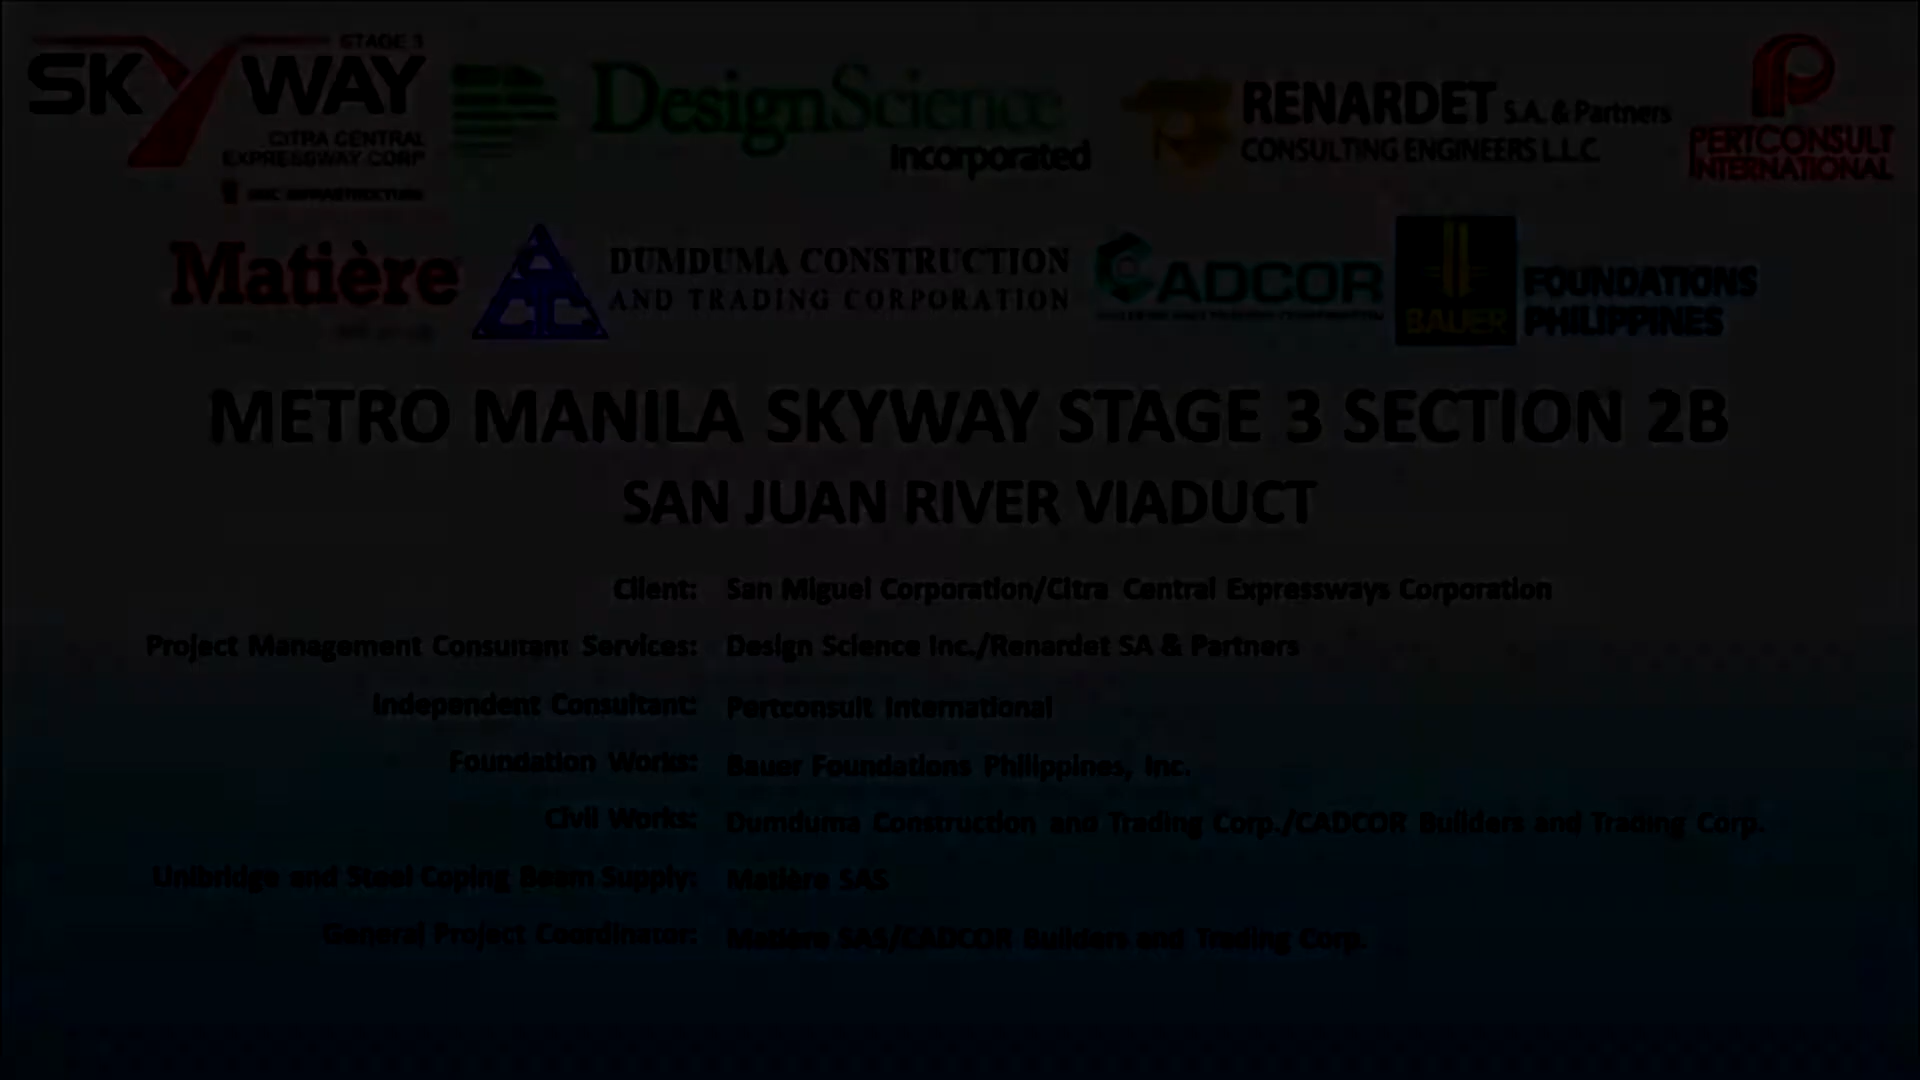 STAGE 3
SKYWAY
CITRA CENTRAL
EXPRESSWAY CORP
SMC INFRASTRUCTURE
DesignScience
Incorporated
RENARDET S.A. & Partners
CONSULTING ENGINEERS L.L.C.
PERTCONSULT
INTERNATIONAL
Matière
DUMDUMA CONSTRUCTION
AND TRADING CORPORATION
CADCOR
BAUER
FOUNDATIONS
PHILIPPINES
METRO MANILA SKYWAY STAGE 3 SECTION 2B
SAN JUAN RIVER VIADUCT
Client: San Miguel Corporation/Citra Central Expressways Corporation
Project Management Consultant Services: Design Science Inc./Renardet SA & Partners
Independent Consultant: Pertconsult International
Foundation Works: Bauer Foundations Philippines, Inc.
Civil Works: Dumduma Construction and Trading Corp./CADCOR Builders and Trading Corp.
Unibridge and Steel Coping Beam Supply: Matière SAS
General Project Coordinator: Matière SAS/CADCOR Builders and Trading Corp.